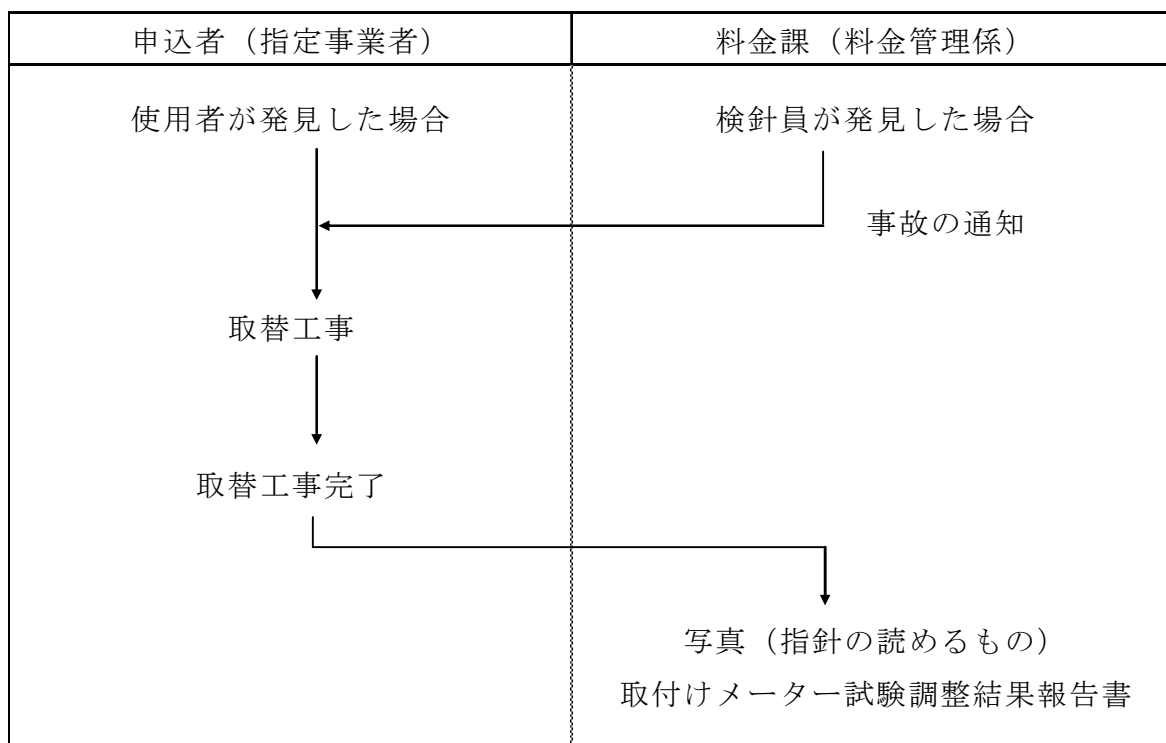 申込者（指定事業者）
料金課（料金管理係）
使用者が発見した場合
検針員が発見した場合
事故の通知
取替工事
取替工事完了
写真（指針の読めるもの）
取付けメーター試験調整結果報告書